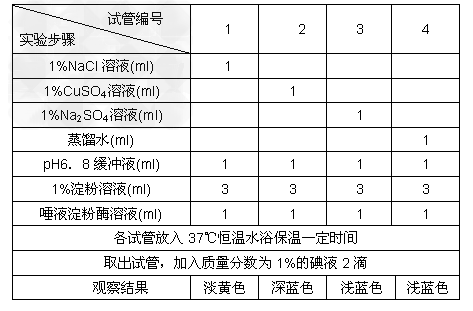 试管编号
实验步骤
1 2 3 4
1%NaCl溶液(ml) 1
1%CuSO₄溶液(ml) 1
1%Na₂SO₄溶液(ml) 1
蒸馏水(ml) 1
pH6．8缓冲液(ml) 1 1 1 1
1%淀粉溶液(ml) 3 3 3 3
唾液淀粉酶溶液(ml) 1 1 1 1
各试管放入37℃恒温水浴保温一定时间
取出试管，加入质量分数为1%的碘液2滴
观察结果 淡黄色 深蓝色 浅蓝色 浅蓝色